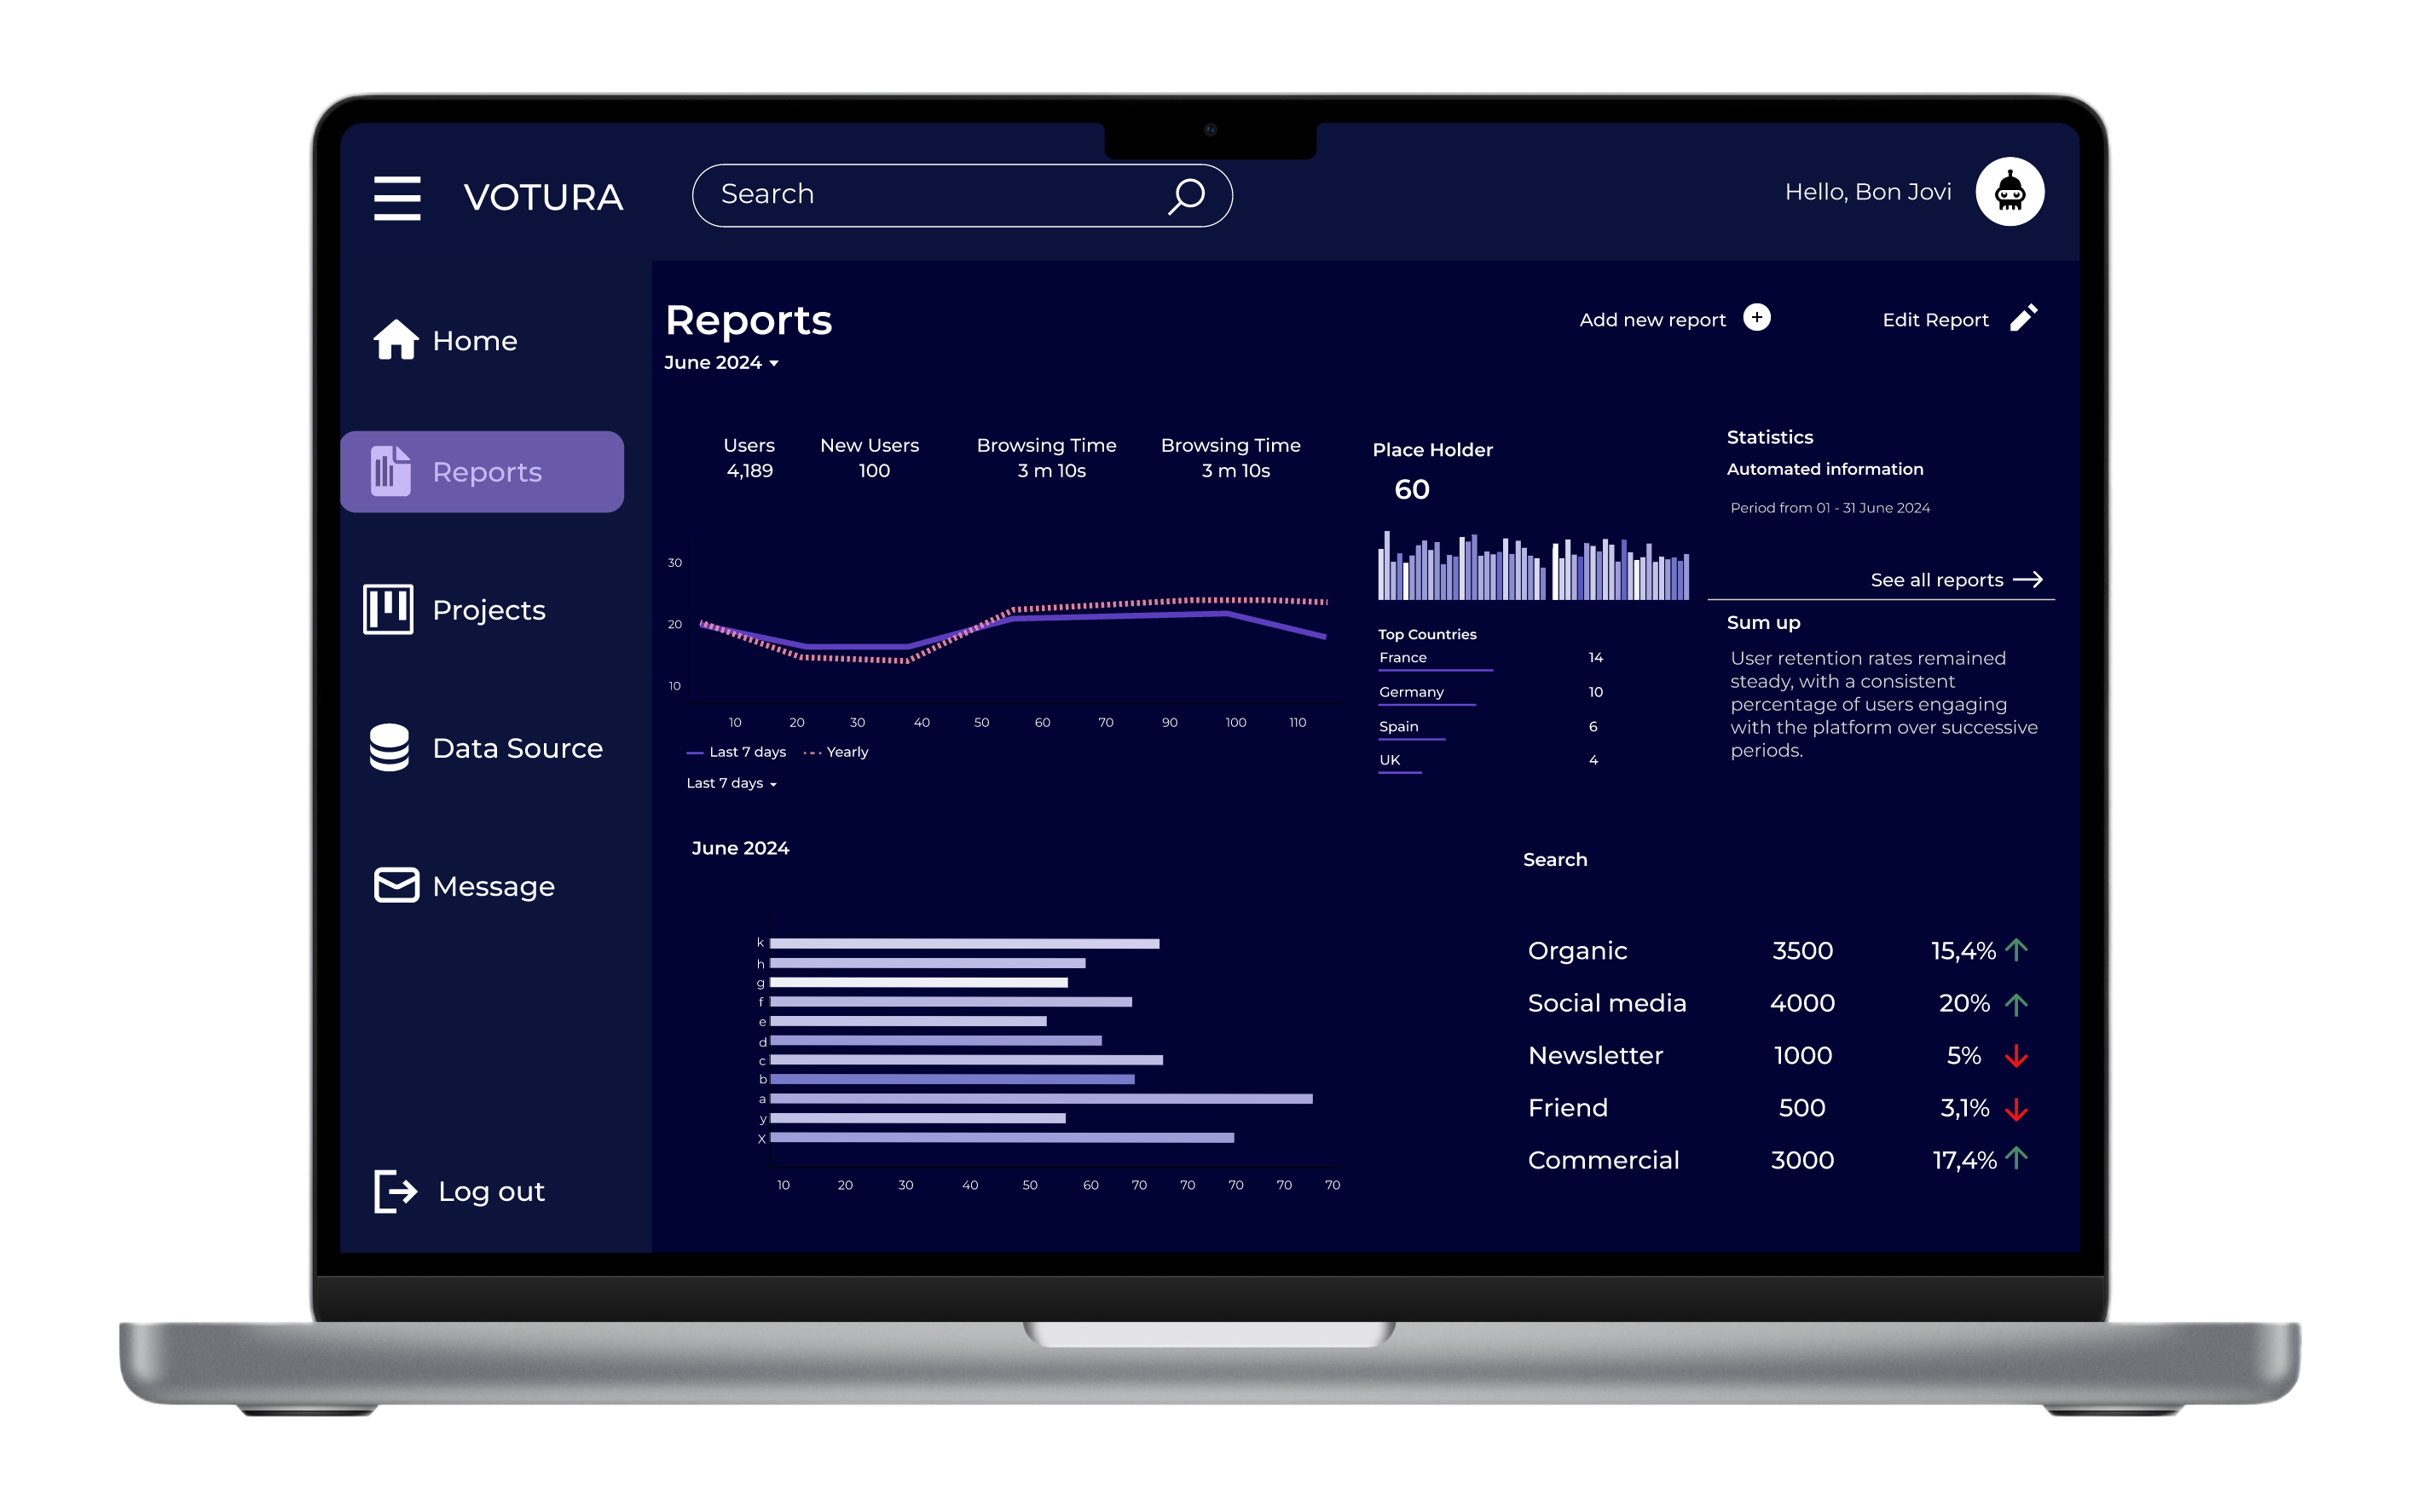 VOTURA
Search
Hello, Bon Jovi
Home
Reports
Projects
Data Source
Message
Log out
Reports
June 2024
Add new report
Edit Report
Users
4,189
New Users
100
Browsing Time
3 m 10s
Browsing Time
3 m 10s
30
20
10
10 20 30 40 50 60 70 90 100 110
Last 7 days Yearly
Last 7 days
Place Holder
60
Top Countries
France 14
Germany 10
Spain 6
UK 4
Statistics
Automated information
Period from 01 - 31 June 2024
See all reports
Sum up
User retention rates remained
steady, with a consistent
percentage of users engaging
with the platform over successive
periods.
June 2024
k
h
g
f
e
d
c
b
a
y
X
10 20 30 40 50 60 70 70 70 70 70
Search
Organic 3500 15,4%
Social media 4000 20%
Newsletter 1000 5%
Friend 500 3,1%
Commercial 3000 17,4%